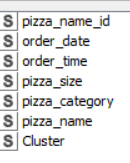 S pizza_name_id
S order_date
S order_time
S pizza_size
S pizza_category
S pizza_name
S Cluster